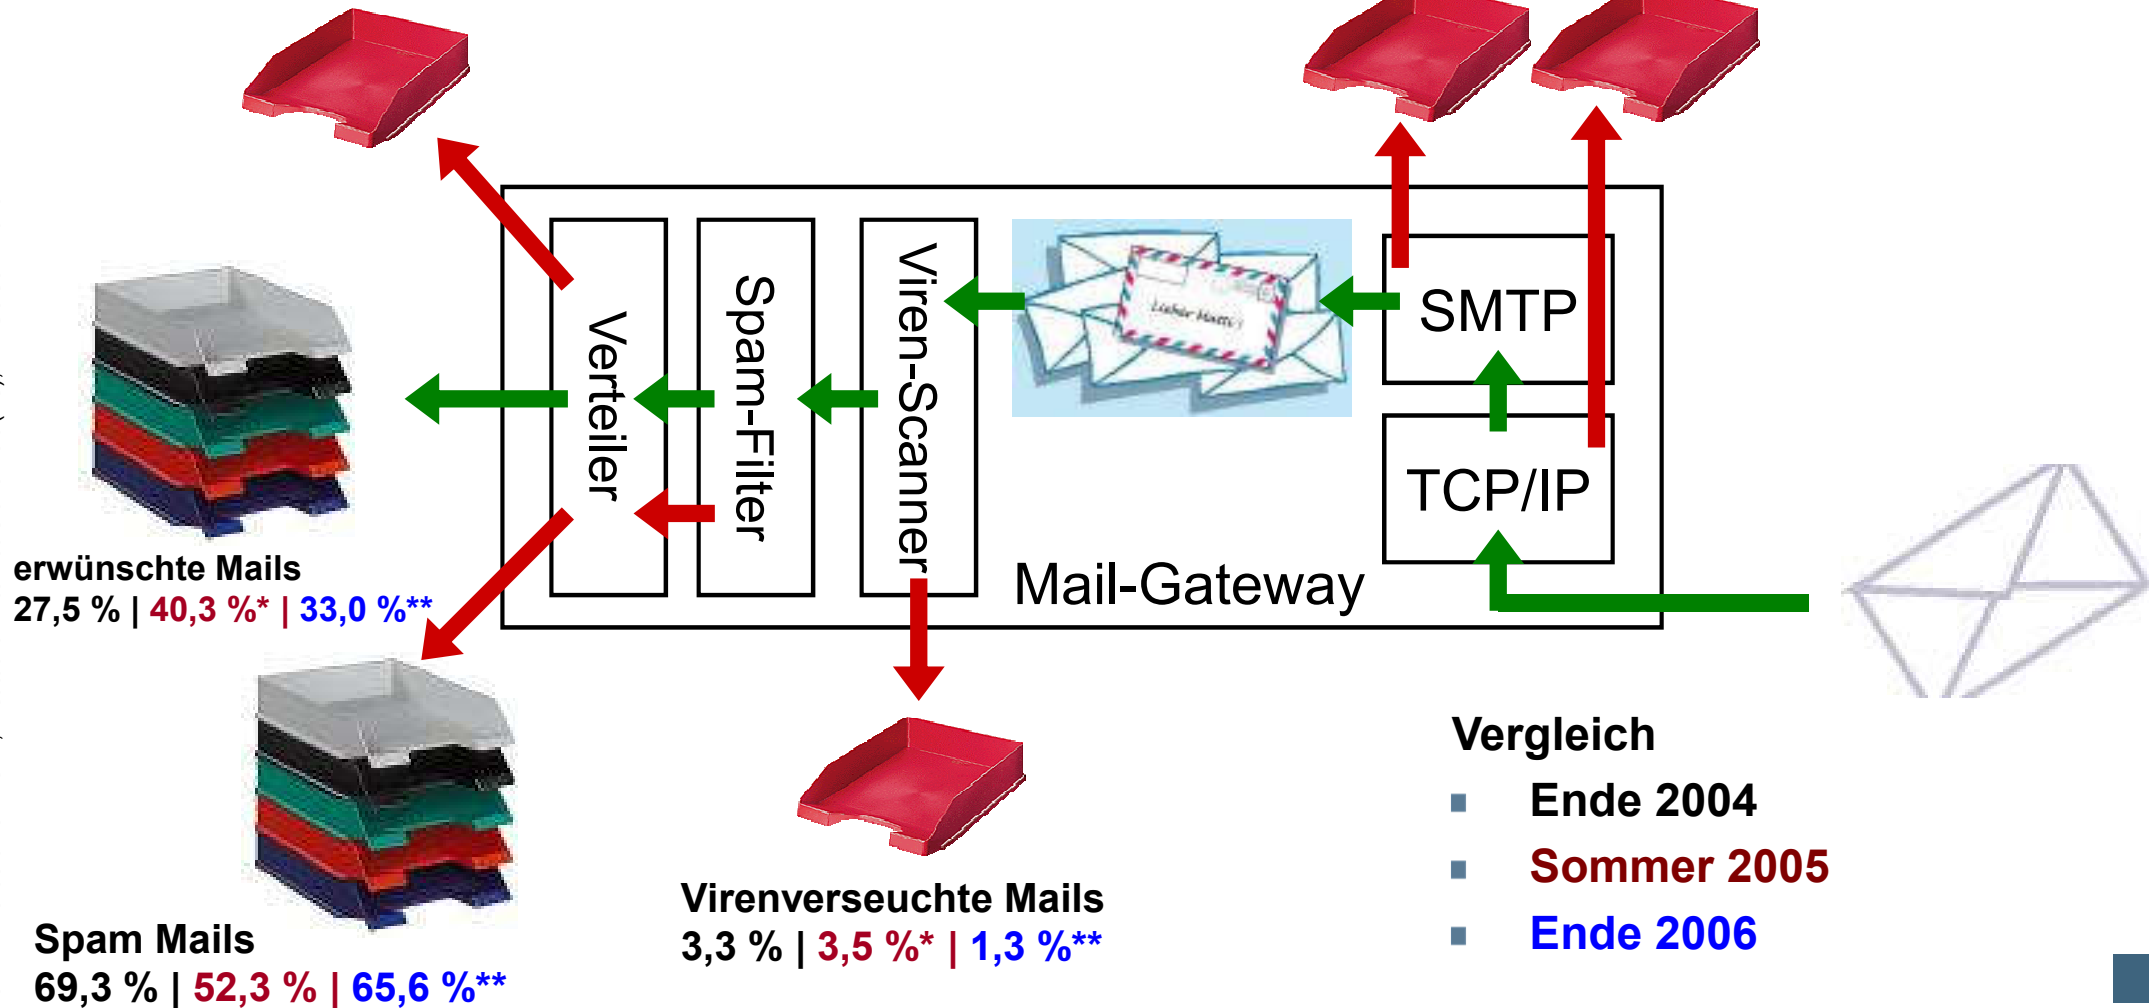 SMTP
TCP/IP
Viren-Scanner
Spam-Filter
Verteiler
Mail-Gateway
Lieber Matti!
erwünschte Mails
27,5 % | 40,3 %* | 33,0 %**
Spam Mails
69,3 % | 52,3 % | 65,6 %**
Virenverseuchte Mails
3,3 % | 3,5 %* | 1,3 %**
Vergleich
Ende 2004
Sommer 2005
Ende 2006